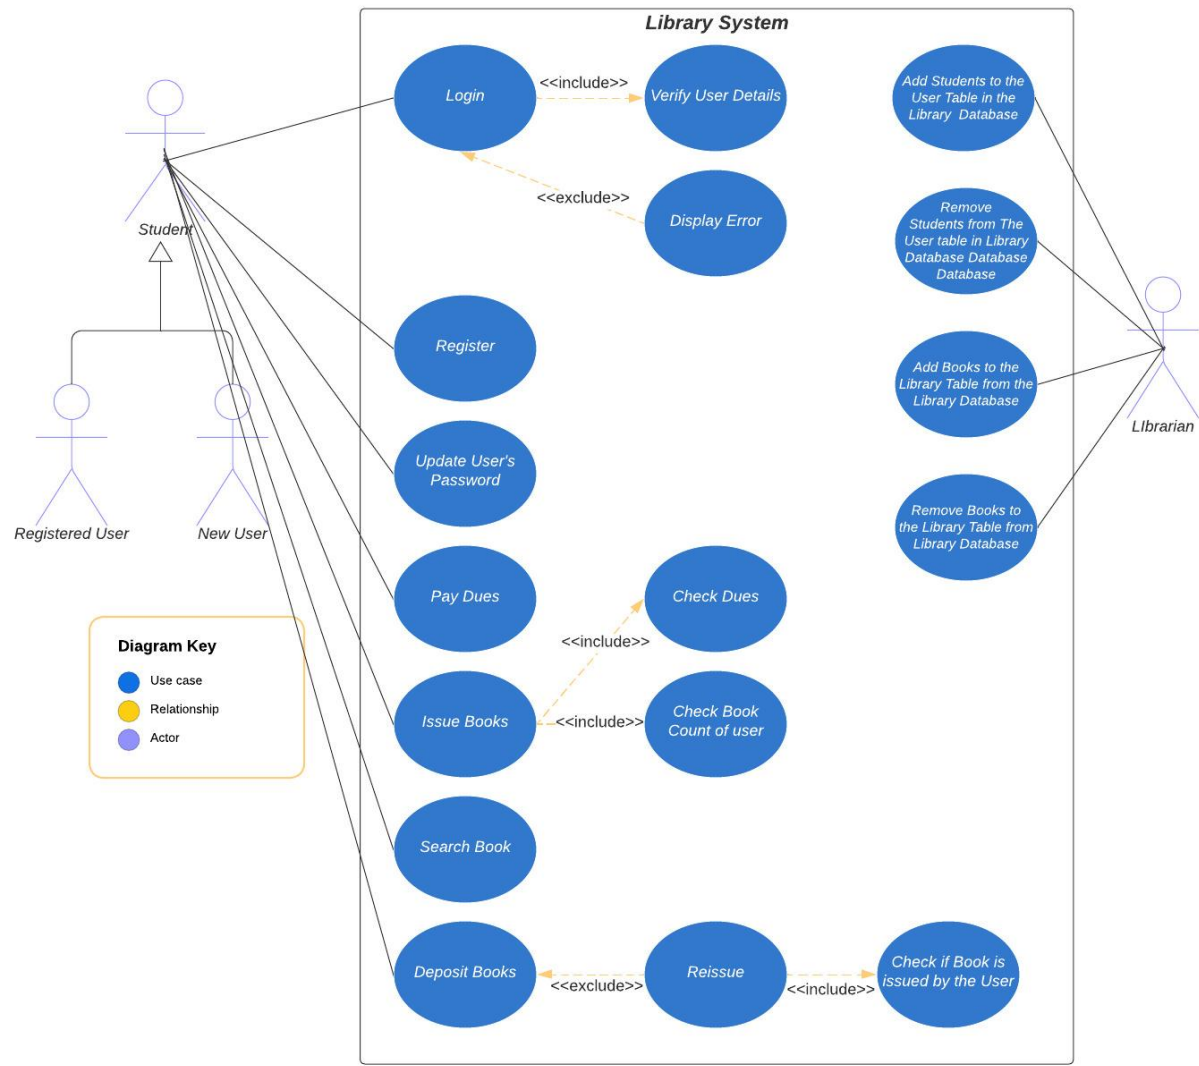 Library System
Login
<<include>>
Verify User Details
Add Students to the
User Table in the
Library Database
<<exclude>>
Display Error
Student
Remove
Students from The
User table in Library
Database Database
Database
Register
Add Books to the
Library Table from the
Library Database
LIbrarian
Update User's
Password
Registered User
New User
Remove Books to
the Library Table from
Library Database
Pay Dues
Check Dues
<<include>>
Diagram Key
Use case
Relationship
Actor
Issue Books
<<include>>
Check Book
Count of user
Search Book
Deposit Books
<<exclude>>
Reissue
<<include>>
Check if Book is
issued by the User